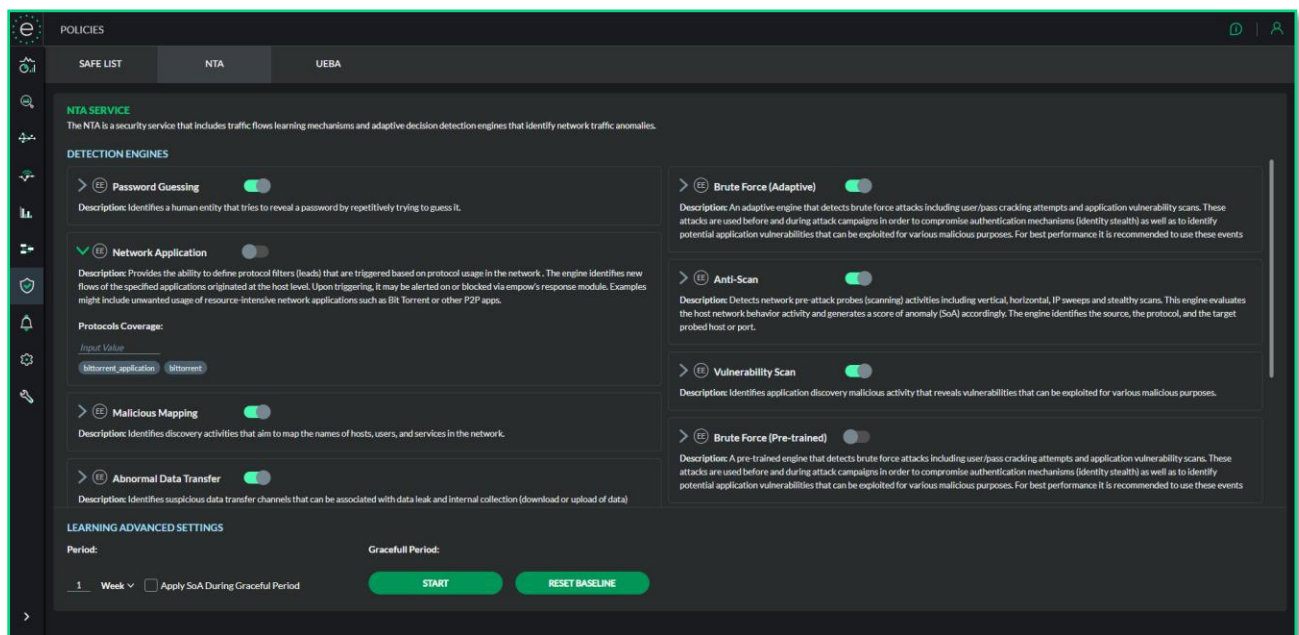 e
POLICIES
SAFE LIST
NTA
UEBA
NTA SERVICE
The NTA is a security service that includes traffic flows learning mechanisms and adaptive decision detection engines that identify network traffic anomalies.
DETECTION ENGINES
EE Password Guessing
Description: Identifies a human entity that tries to reveal a password by repetitively trying to guess it.
EE Network Application
Description: Provides the ability to define protocol filters (leads) that are triggered based on protocol usage in the network . The engine identifies new
flows of the specified applications originated at the host level. Upon triggering, it may be alerted on or blocked via empow's response module. Examples
might include unwanted usage of resource-intensive network applications such as Bit Torrent or other P2P apps.
Protocols Coverage:
Input Value
bittorrent_application bittorrent
EE Malicious Mapping
Description: Identifies discovery activities that aim to map the names of hosts, users, and services in the network.
EE Abnormal Data Transfer
Description: Identifies suspicious data transfer channels that can be associated with data leak and internal collection (download or upload of data)
EE Brute Force (Adaptive)
Description: An adaptive engine that detects brute force attacks including user/pass cracking attempts and application vulnerability scans. These
attacks are used before and during attack campaigns in order to compromise authentication mechanisms (identity stealth) as well as to identify
potential application vulnerabilities that can be exploited for various malicious purposes. For best performance it is recommended to use these events
EE Anti-Scan
Description: Detects network pre-attack probes (scanning) activities including vertical, horizontal, IP sweeps and stealthy scans. This engine evaluates
the host network behavior activity and generates a score of anomaly (SoA) accordingly. The engine identifies the source, the protocol, and the target
probed host or port.
EE Vulnerability Scan
Description: Identifies application discovery malicious activity that reveals vulnerabilities that can be exploited for various malicious purposes.
EE Brute Force (Pre-trained)
Description: A pre-trained engine that detects brute force attacks including user/pass cracking attempts and application vulnerability scans. These
attacks are used before and during attack campaigns in order to compromise authentication mechanisms (identity stealth) as well as to identify
potential application vulnerabilities that can be exploited for various malicious purposes. For best performance it is recommended to use these events
LEARNING ADVANCED SETTINGS
Period:
Gracefull Period:
1 Week Apply SoA During Graceful Period
START
RESET BASELINE